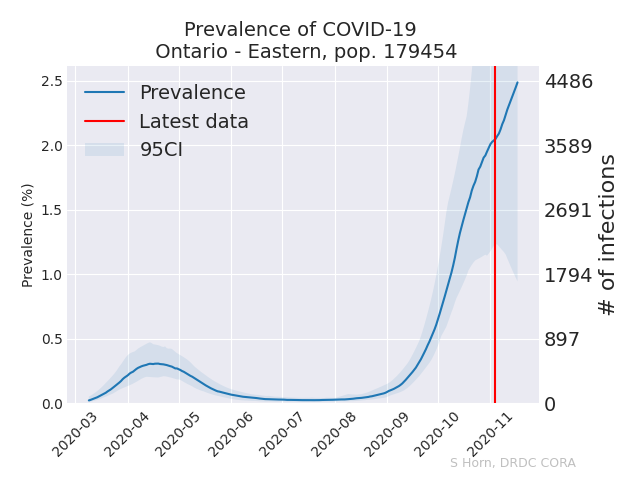 Prevalence of COVID-19
Ontario - Eastern, pop. 179454
Prevalence
Latest data
95CI
Prevalence (%)
2.5
2.0
1.5
1.0
0.5
0.0
4486
3589
2691
1794
897
0
# of infections
2020-03
2020-04
2020-05
2020-06
2020-07
2020-08
2020-09
2020-10
2020-11
S Horn, DRDC CORA